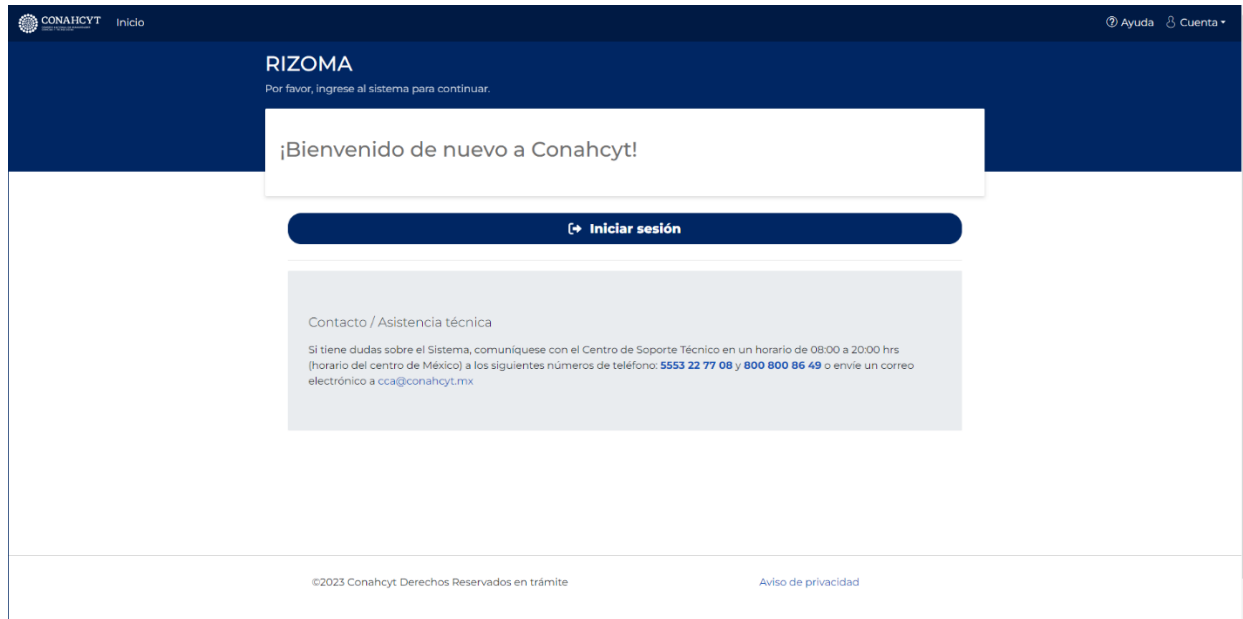 CONAHCYT Inicio
Ayuda Cuenta
RIZOMA
Por favor, ingrese al sistema para continuar.
¡Bienvenido de nuevo a Conahcyt!
Iniciar sesión
Contacto / Asistencia técnica
Si tiene dudas sobre el Sistema, comuníquese con el Centro de Soporte Técnico en un horario de 08:00 a 20:00 hrs
(horario del centro de México) a los siguientes números de teléfono: 5553 22 77 08 y 800 800 86 49 o envíe un correo
electrónico a cca@conahcyt.mx
©2023 Conahcyt Derechos Reservados en trámite
Aviso de privacidad